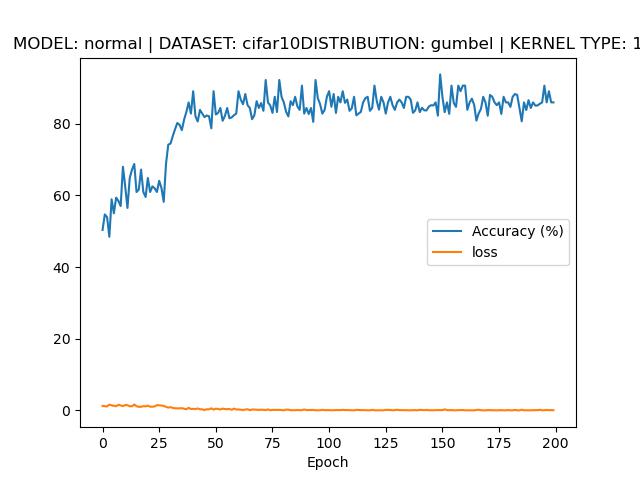 MODEL: normal | DATASET: cifar10DISTRIBUTION: gumbel | KERNEL TYPE: 1
80
60
40
20
0
Accuracy (%)
loss
0 25 50 75 100 125 150 175 200
Epoch